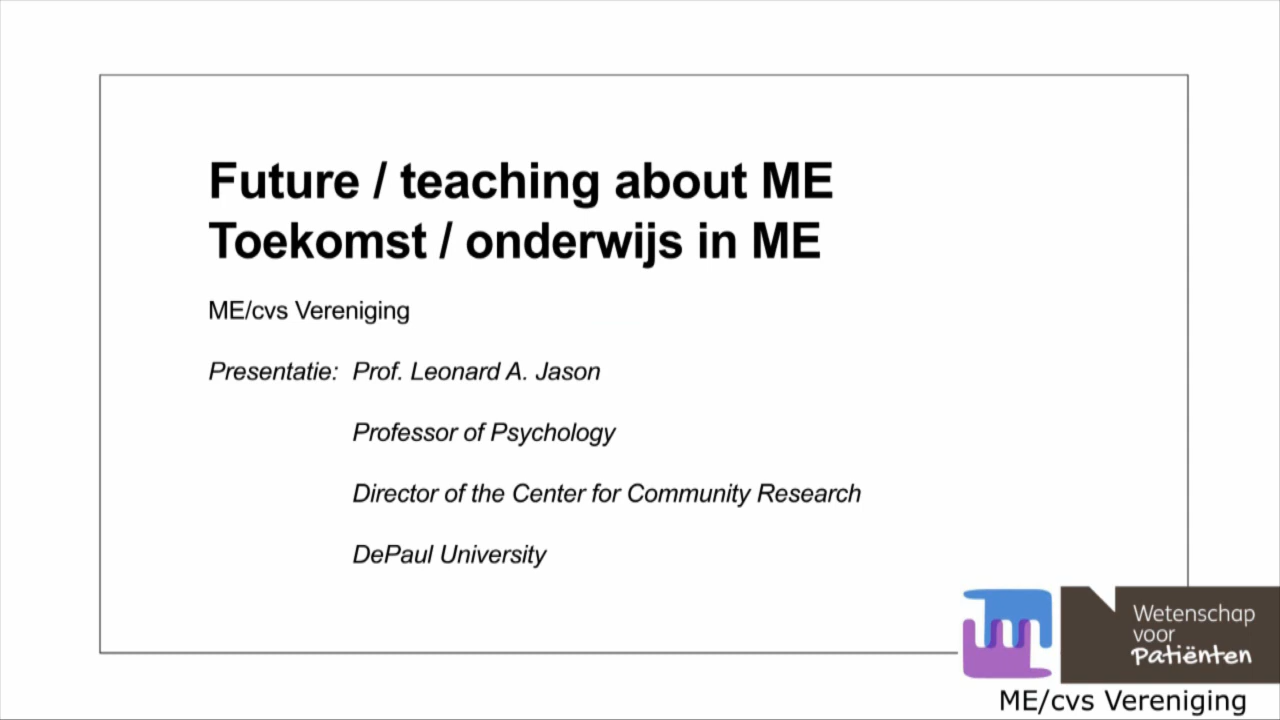 Future / teaching about ME
Toekomst / onderwijs in ME
ME/cvs Vereniging
Presentatie: Prof. Leonard A. Jason
Professor of Psychology
Director of the Center for Community Research
DePaul University
Wetenschap
voor
Patiënten
ME/cvs Vereniging